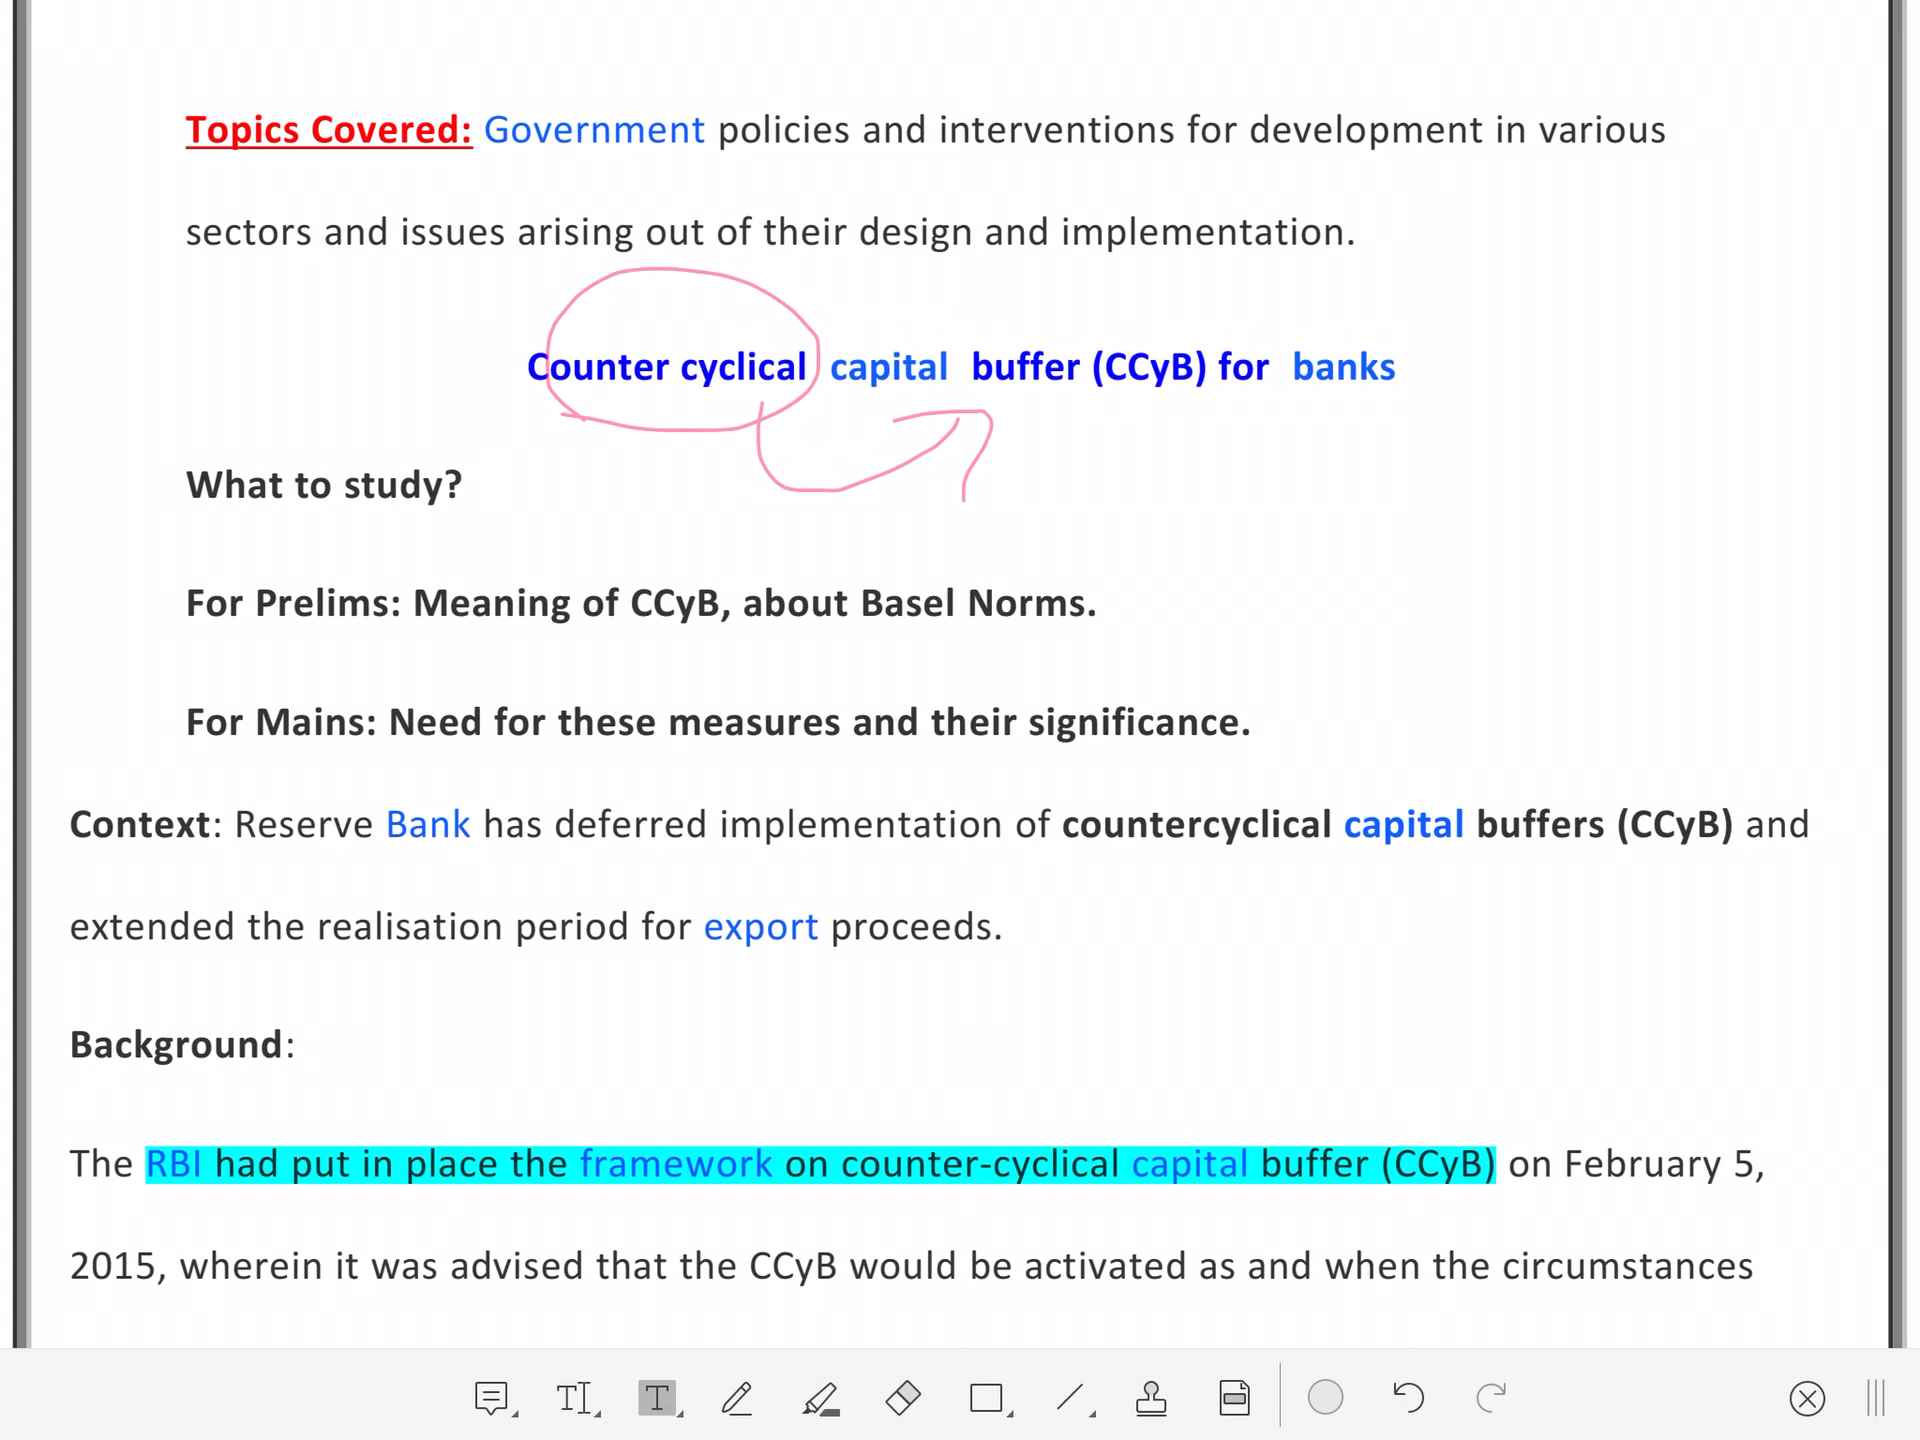 Topics Covered: Government policies and interventions for development in various
sectors and issues arising out of their design and implementation.
Counter cyclical capital buffer (CCyB) for banks
What to study?
For Prelims: Meaning of CCyB, about Basel Norms.
For Mains: Need for these measures and their significance.
Context: Reserve Bank has deferred implementation of countercyclical capital buffers (CCyB) and
extended the realisation period for export proceeds.
Background:
The RBI had put in place the framework on counter-cyclical capital buffer (CCyB) on February 5,
2015, wherein it was advised that the CCyB would be activated as and when the circumstances